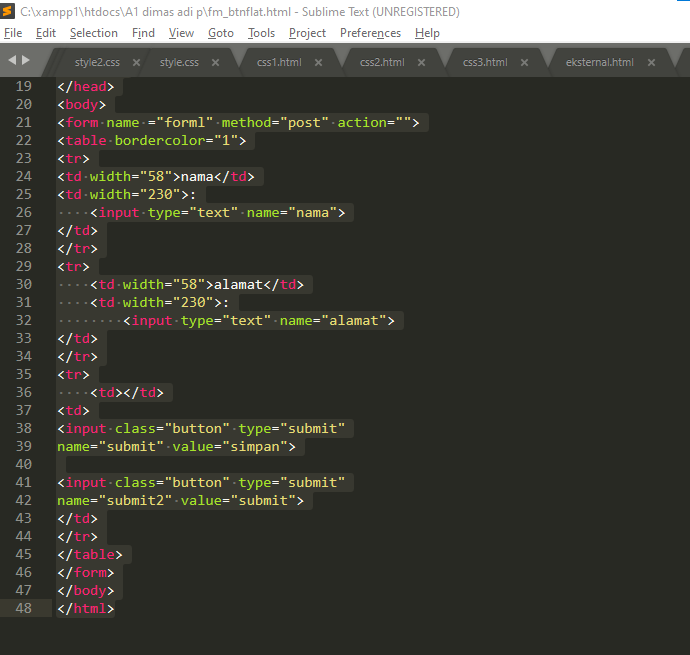 C:\xampp1\htdocs\A1 dimas adi p\fm_btnflat.html - Sublime Text (UNREGISTERED)
File Edit Selection Find View Goto Tools Project Preferences Help
style2.css × style.css × css1.html × css2.html × css3.html × eksternal.html ×
19 </head>
20 <body>
21 <form name ="forml" method="post" action="">
22 <table bordercolor="1">
23 <tr>
24 <td width="58">nama</td>
25 <td width="230">:
26     <input type="text" name="nama">
27 </td>
28 </tr>
29 <tr>
30     <td width="58">alamat</td>
31     <td width="230">:
32         <input type="text" name="alamat">
33 </td>
34 </tr>
35 <tr>
36     <td></td>
37 <td>
38 <input class="button" type="submit"
39 name="submit" value="simpan">
40
41 <input class="button" type="submit"
42 name="submit2" value="submit">
43 </td>
44 </tr>
45 </table>
46 </form>
47 </body>
48 </html>